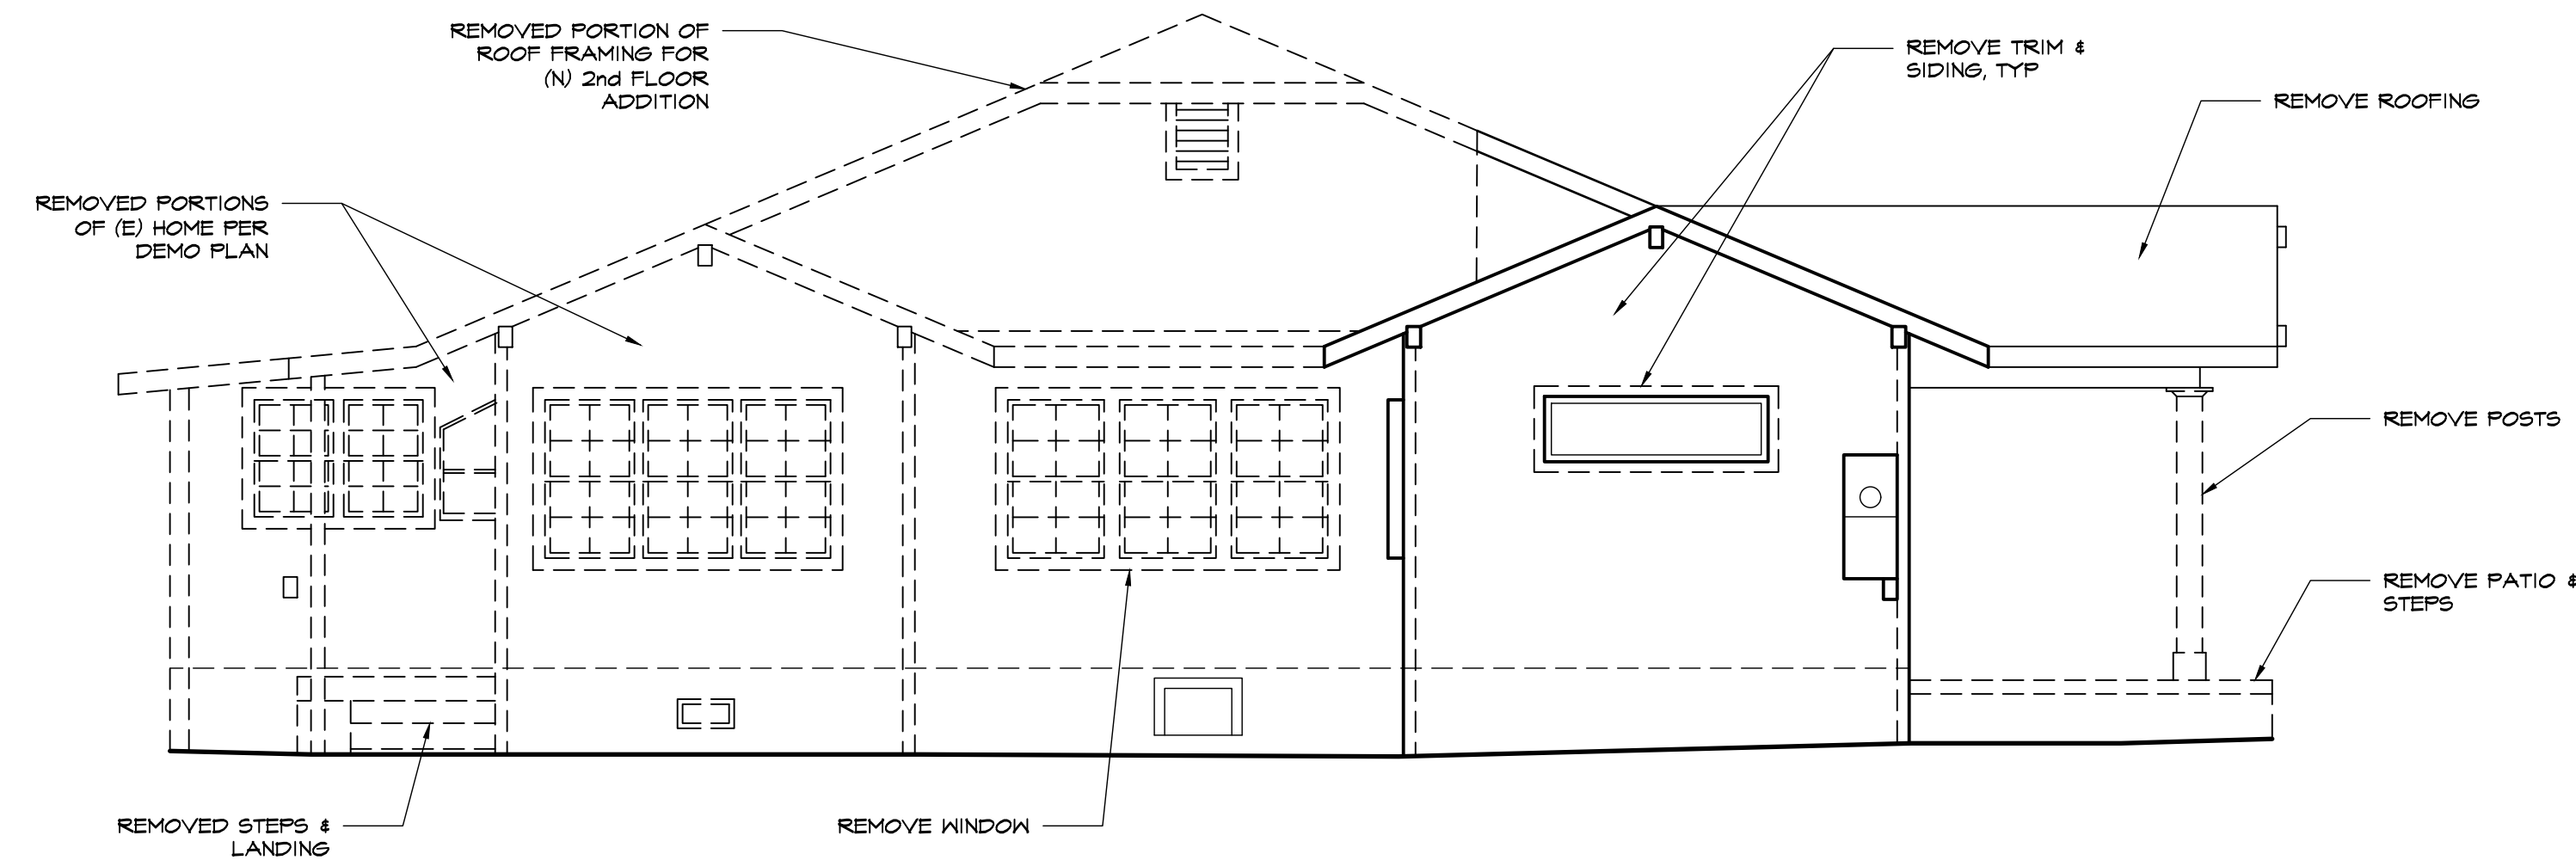 REMOVED PORTION OF
ROOF FRAMING FOR
(N) 2nd FLOOR
ADDITION
REMOVE TRIM &
SIDING, TYP
REMOVE ROOFING
REMOVED PORTIONS
OF (E) HOME PER
DEMO PLAN
REMOVE POSTS
REMOVE PATIO &
STEPS
REMOVED STEPS &
LANDING
REMOVE WINDOW